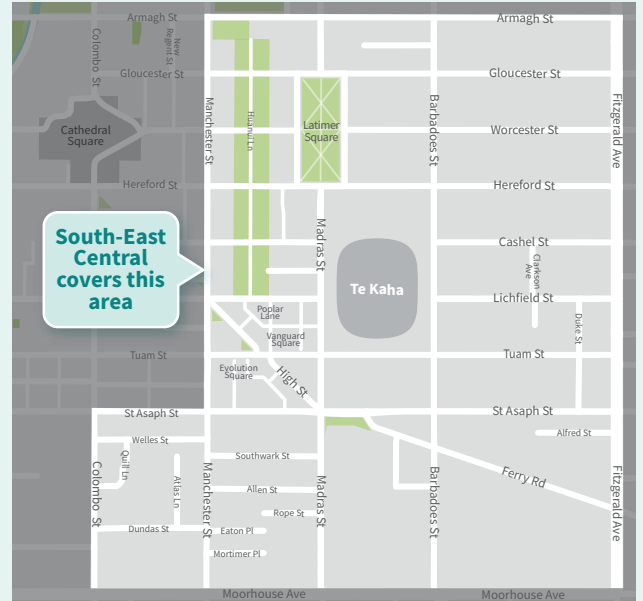 Armagh St
Armagh St
Colombo St
New
Regent St
Gloucester St
Gloucester St
Manchester St
Huanui Ln
Latimer
Square
Barbadoes St
Fitzgerald Ave
Cathedral
Square
Worcester St
Hereford St
Hereford St
South-East
Central
covers this
area
Madras St
Cashel St
Clarkson
Ave
Te Kaha
Lichfield St
Poplar
Lane
Duke St
Vanguard
Square
Tuam St
Tuam St
Evolution
Square
High St
St Asaph St
St Asaph St
Welles St
Alfred St
Quill Ln
Southwark St
Colombo St
Atlas Ln
Manchester St
Madras St
Barbadoes St
Ferry Rd
Fitzgerald Ave
Allen St
Rope St
Dundas St
Eaton Pl
Mortimer Pl
Moorhouse Ave
Moorhouse Ave